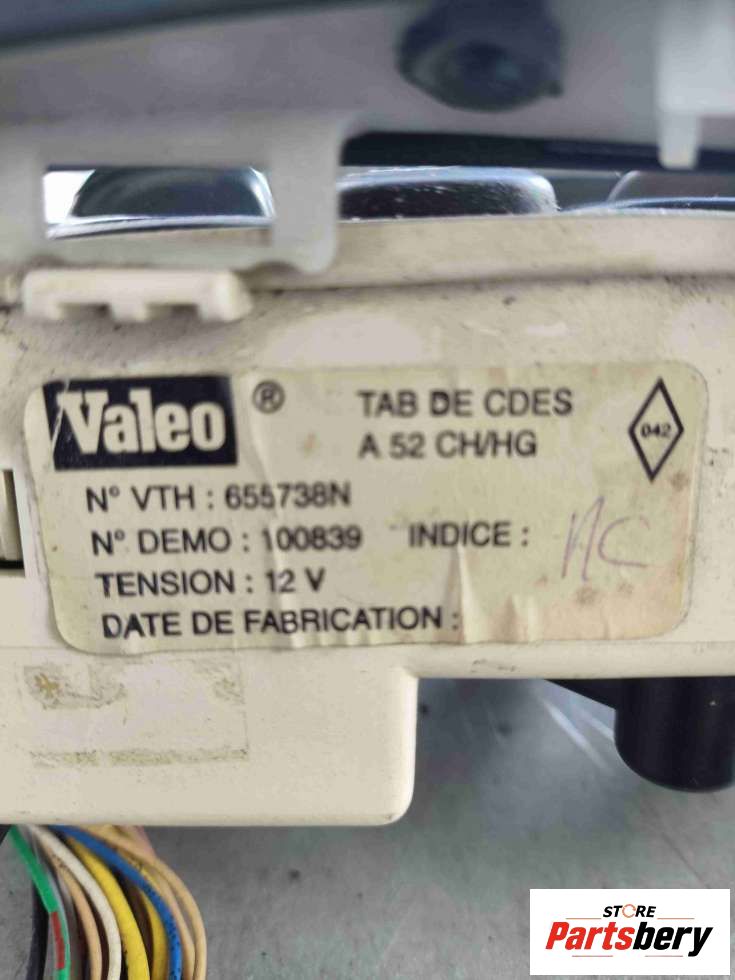 Valeo ® TAB DE CDES
A 52 CH/HG
042
N° VTH : 655738N
N° DEMO : 100839 INDICE : AC
TENSION : 12 V
DATE DE FABRICATION :
STORE
Partsbery